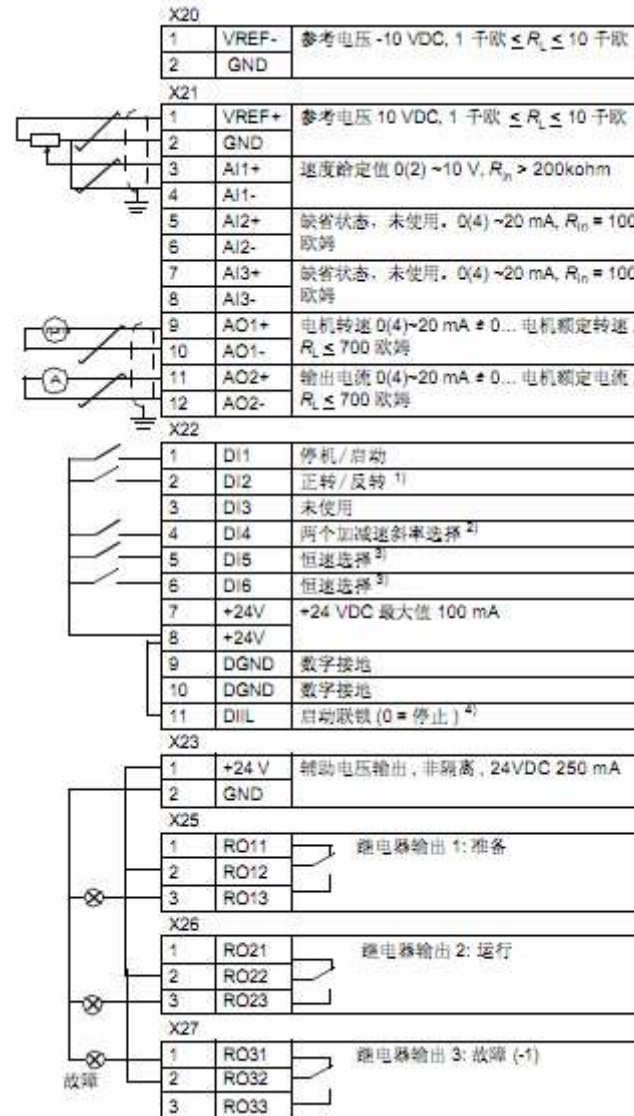 X20
1 VREF- 参考电压 -10 VDC, 1 千欧 ≤ R_L ≤ 10 千欧
2 GND
X21
1 VREF+ 参考电压 10 VDC, 1 千欧 ≤ R_L ≤ 10 千欧
2 GND
3 AI1+ 速度给定值 0(2) ~10 V, R_in > 200kohm
4 AI1-
5 AI2+ 缺省状态，未使用。0(4) ~20 mA, R_in = 100
6 AI2- 欧姆
7 AI3+ 缺省状态，未使用。0(4) ~20 mA, R_in = 100
8 AI3- 欧姆
9 AO1+ 电机转速 0(4)~20 mA ≠ 0... 电机额定转速
10 AO1- R_L ≤ 700 欧姆
A 11 AO2+ 输出电流 0(4)~20 mA ≠ 0... 电机额定电流
12 AO2- R_L ≤ 700 欧姆
X22
1 DI1 停机/启动
2 DI2 正转/反转 1)
3 DI3 未使用
4 DI4 两个加减速斜率选择 2)
5 DI5 恒速选择 3)
6 DI6 恒速选择 3)
7 +24V +24 VDC 最大值 100 mA
8 +24V
9 DGND 数字接地
10 DGND 数字接地
11 DIIL 启动联锁 (0 = 停止) 4)
X23
1 +24 V 辅助电压输出, 非隔离, 24VDC 250 mA
2 GND
X25
1 RO11 继电器输出 1: 准备
2 RO12
3 RO13
X26
1 RO21 继电器输出 2: 运行
2 RO22
3 RO23
X27
1 RO31 继电器输出 3: 故障 (-1)
故障 2 RO32
3 RO33